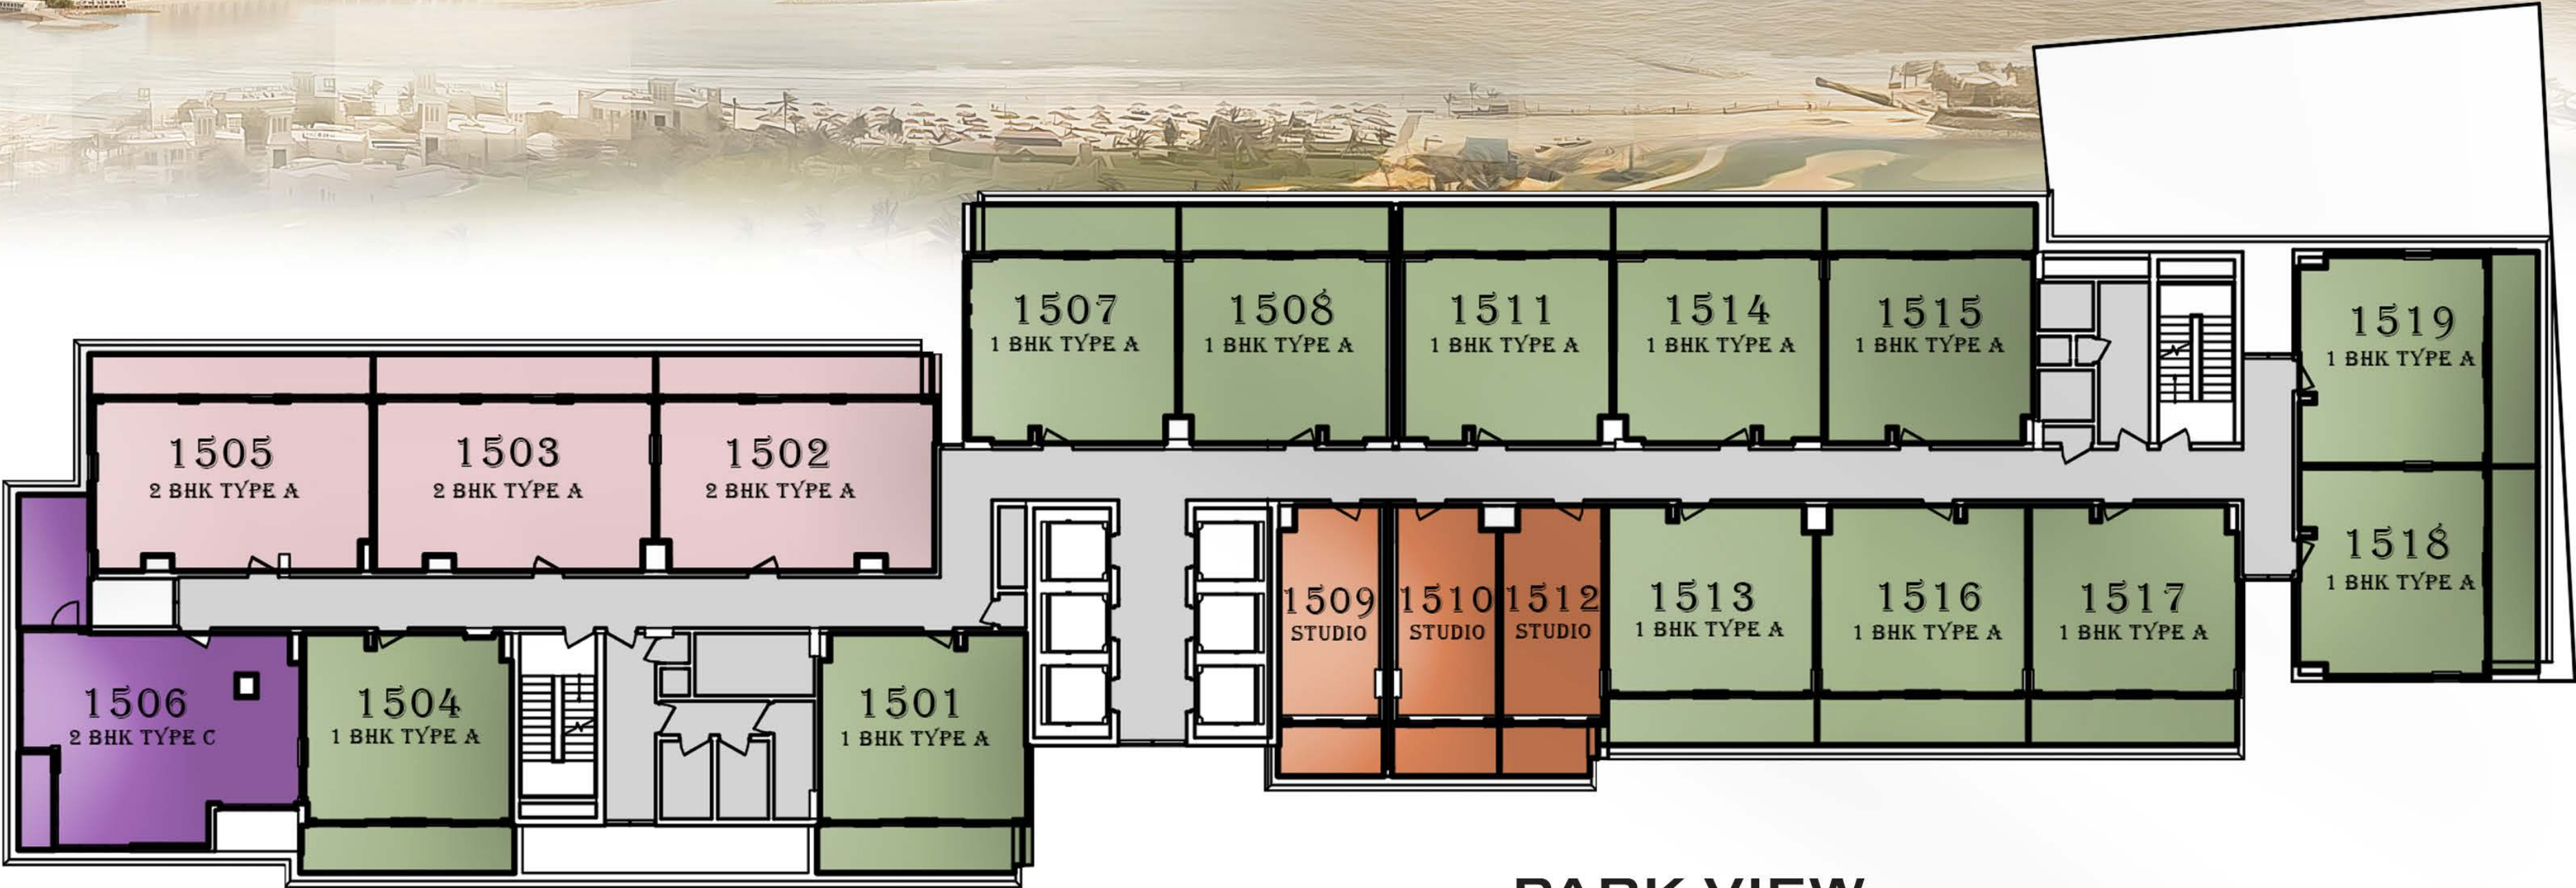 1507
1 BHK TYPE A
1508
1 BHK TYPE A
1511
1 BHK TYPE A
1514
1 BHK TYPE A
1515
1 BHK TYPE A
1519
1 BHK TYPE A
1505
2 BHK TYPE A
1503
2 BHK TYPE A
1502
2 BHK TYPE A
1518
1 BHK TYPE A
1509
STUDIO
1510
STUDIO
1512
STUDIO
1513
1 BHK TYPE A
1516
1 BHK TYPE A
1517
1 BHK TYPE A
1506
2 BHK TYPE C
1504
1 BHK TYPE A
1501
1 BHK TYPE A
PARK VIEW